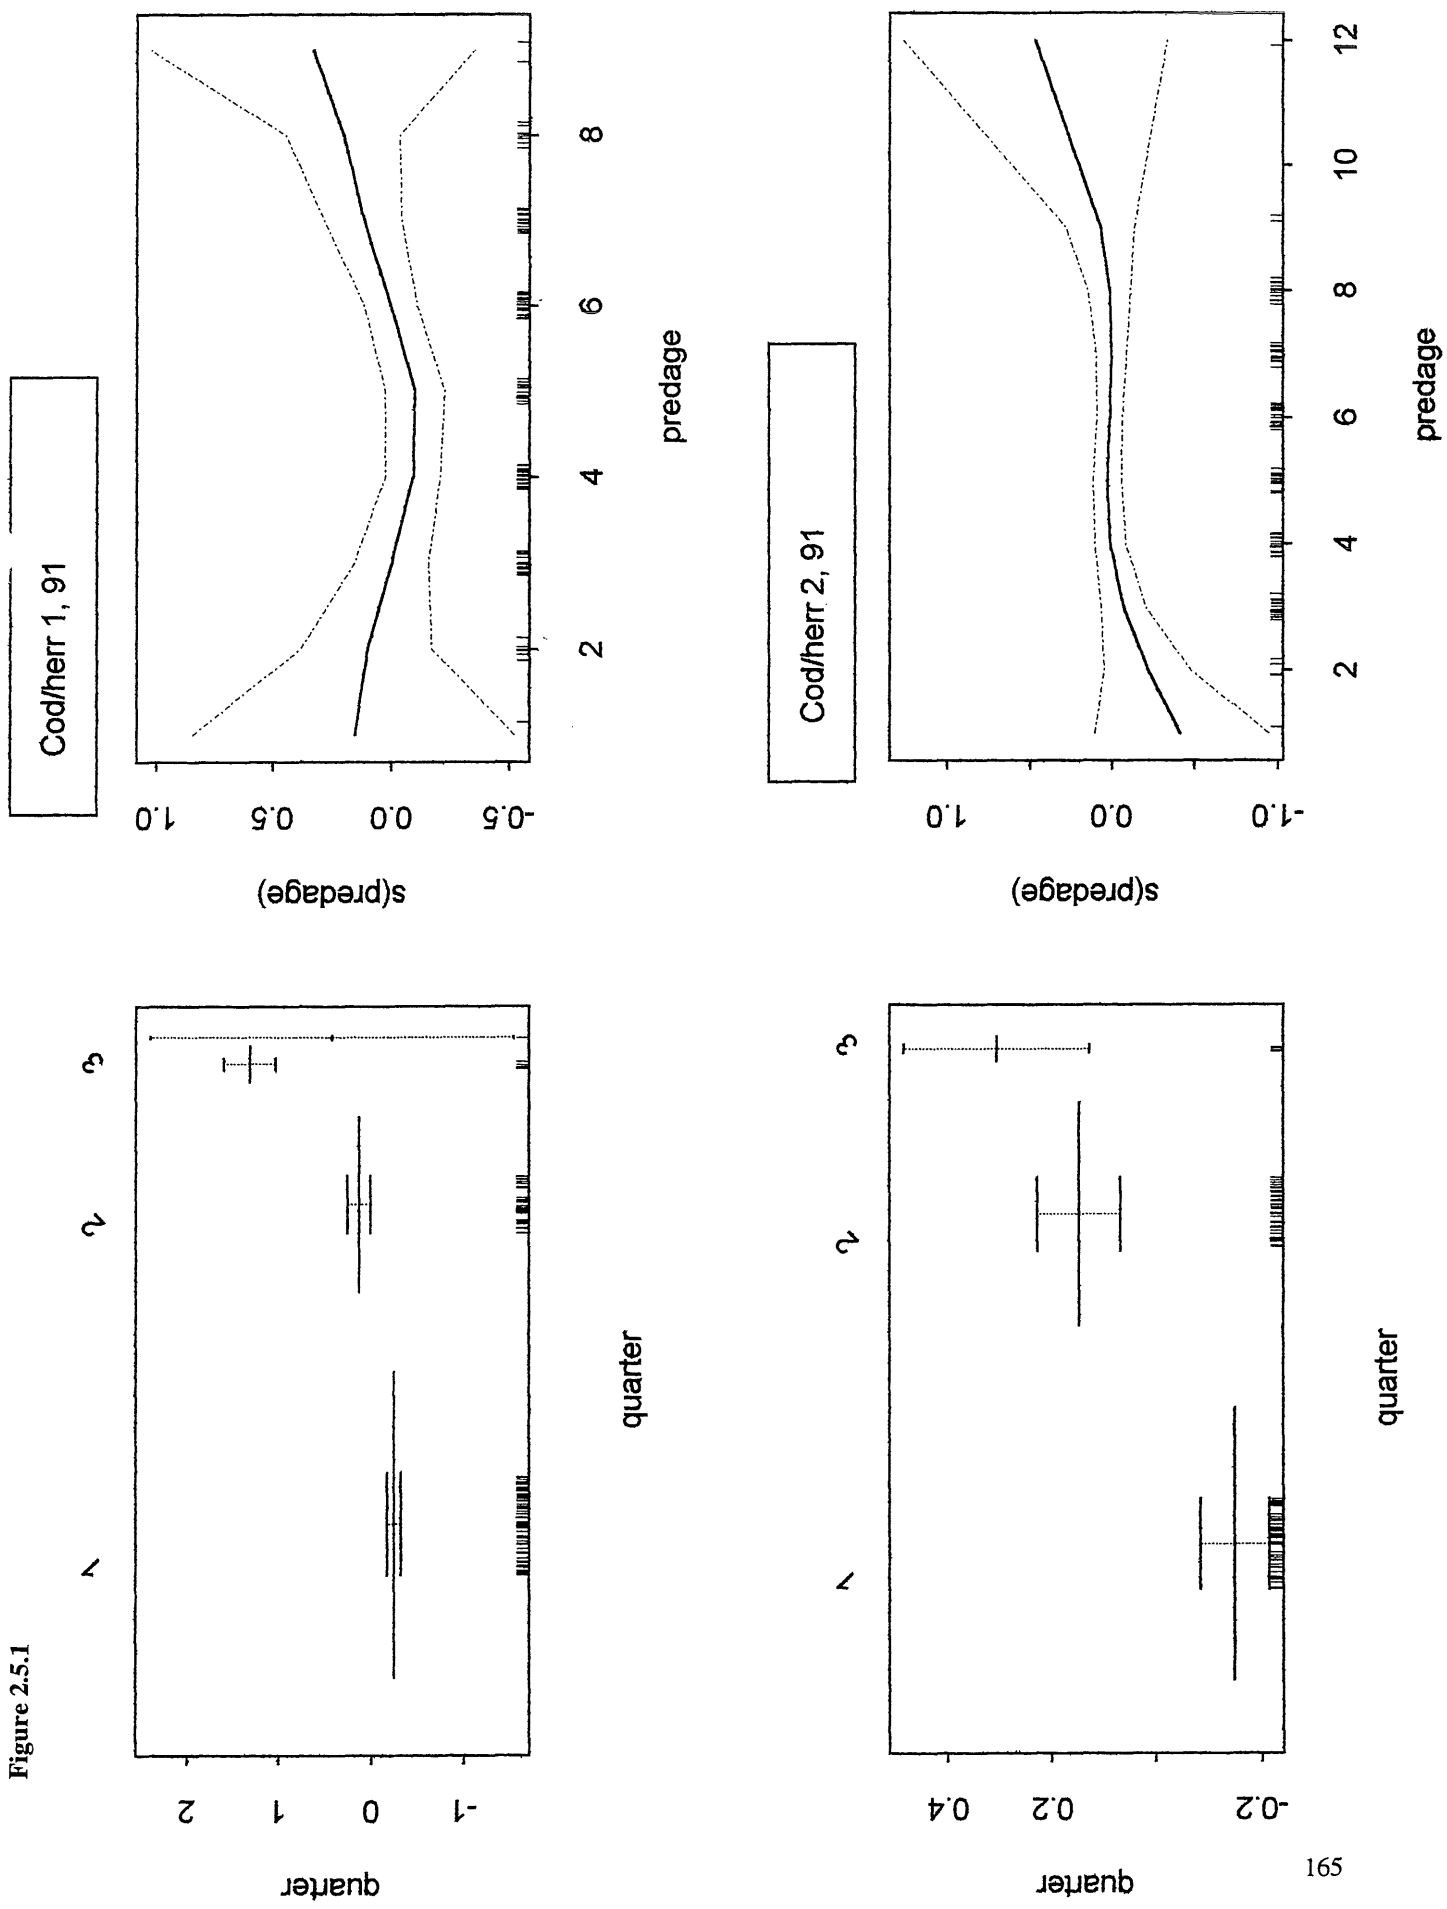 Figure 2.5.1
Cod/herr 1, 91
1 2 3
quarter
2
1
0
-1
quarter
s(predage)
1.0
0.5
0.0
-0.5
2 4 6 8
predage
Cod/herr 2, 91
1 2 3
quarter
0.4
0.2
-0.2
quarter
s(predage)
1.0
0.0
-1.0
2 4 6 8 10 12
predage
165